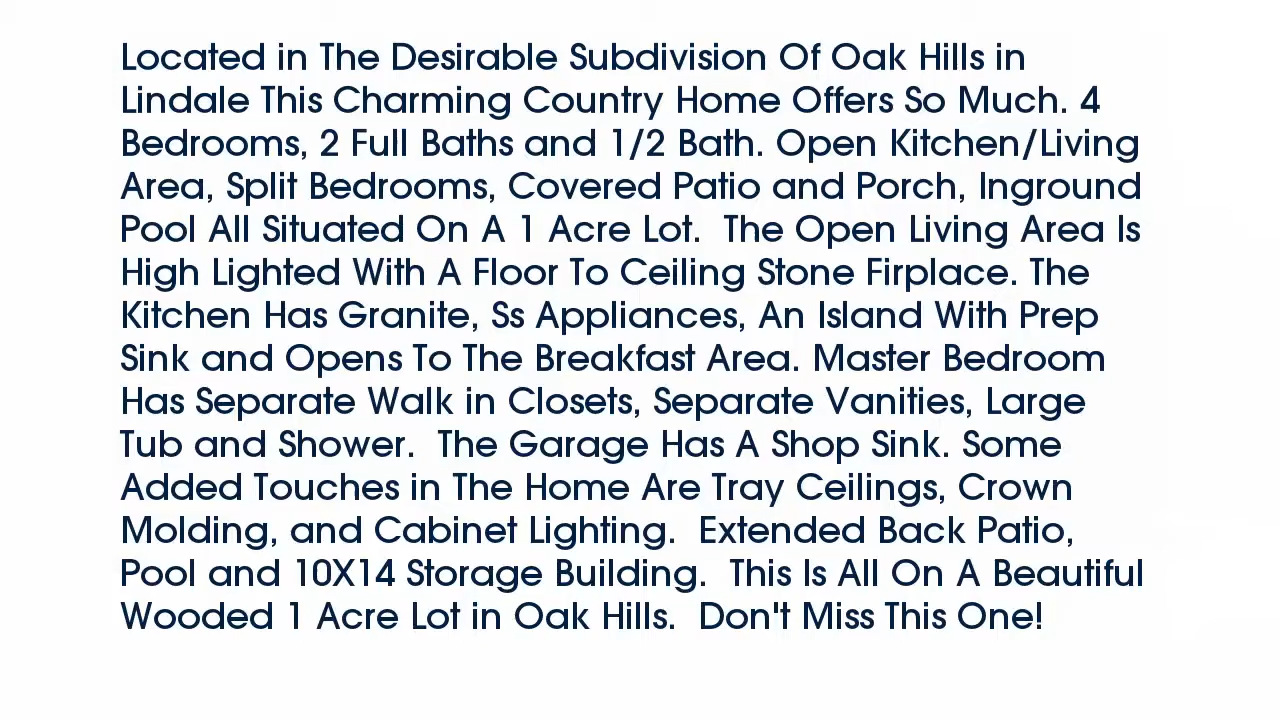 Located in The Desirable Subdivision Of Oak Hills in
Lindale This Charming Country Home Offers So Much. 4
Bedrooms, 2 Full Baths and 1/2 Bath. Open Kitchen/Living
Area, Split Bedrooms, Covered Patio and Porch, Inground
Pool All Situated On A 1 Acre Lot.  The Open Living Area Is
High Lighted With A Floor To Ceiling Stone Firplace. The
Kitchen Has Granite, Ss Appliances, An Island With Prep
Sink and Opens To The Breakfast Area. Master Bedroom
Has Separate Walk in Closets, Separate Vanities, Large
Tub and Shower.  The Garage Has A Shop Sink. Some
Added Touches in The Home Are Tray Ceilings, Crown
Molding, and Cabinet Lighting.  Extended Back Patio,
Pool and 10X14 Storage Building.  This Is All On A Beautiful
Wooded 1 Acre Lot in Oak Hills.  Don't Miss This One!